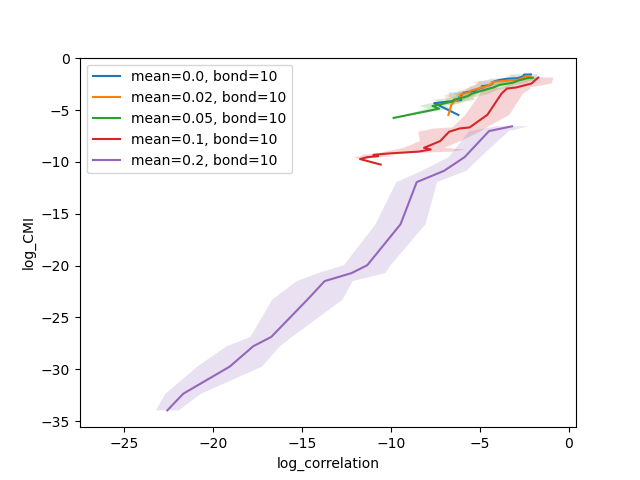 0
−5
−10
−15
−20
−25
−30
−35
log_CMI
mean=0.0, bond=10
mean=0.02, bond=10
mean=0.05, bond=10
mean=0.1, bond=10
mean=0.2, bond=10
−25 −20 −15 −10 −5 0
log_correlation